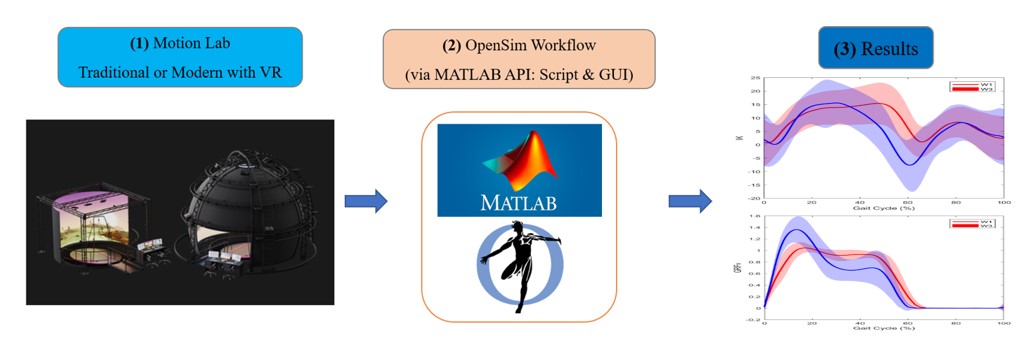 (1) Motion Lab
Traditional or Modern with VR
(2) OpenSim Workflow
(via MATLAB API: Script & GUI)
MATLAB
(3) Results
25
20
15
10
5
0
-5
-10
-15
-20
IK
W1
W3
0
20
40
60
80
100
Gait Cycle (%)
1.6
1.4
1.2
1
0.8
0.6
0.4
0.2
0
-0.2
GRF
W1
W3
0
20
40
60
80
100
Gait Cycle (%)